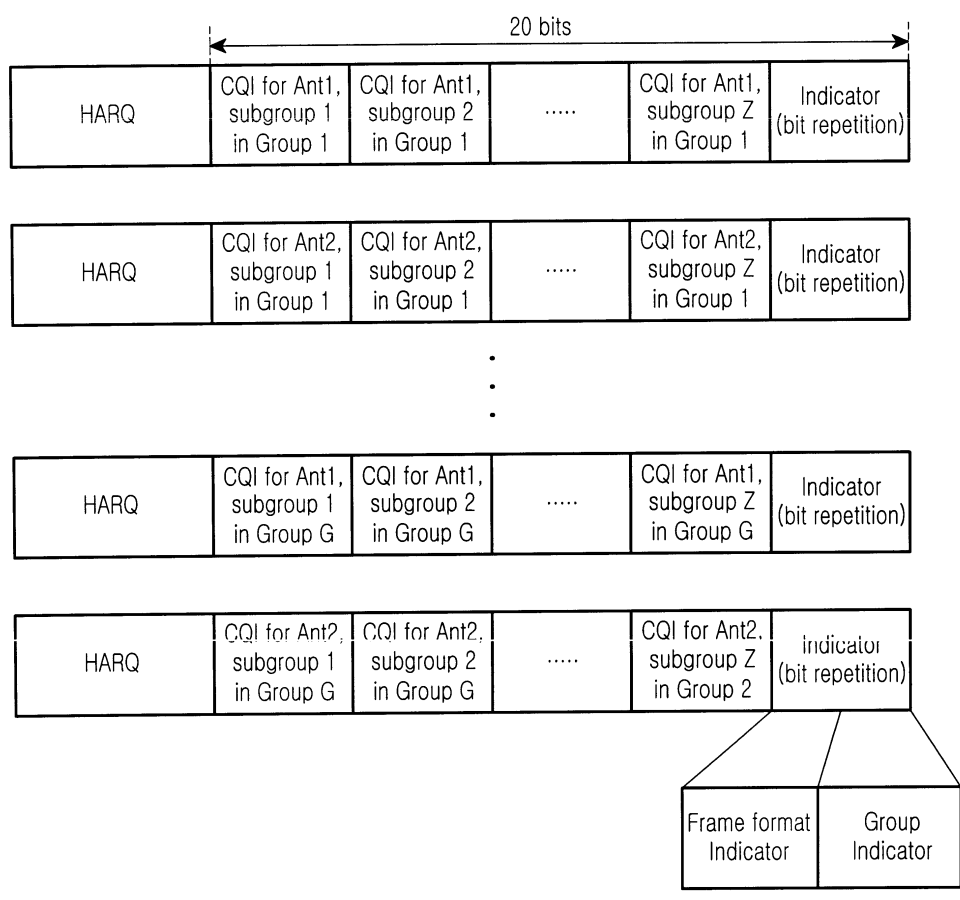 20 bits
HARQ
CQI for Ant1,
subgroup 1
in Group 1
CQI for Ant1,
subgroup 2
in Group 1
.....
CQI for Ant1,
subgroup Z
in Group 1
Indicator
(bit repetition)
HARQ
CQI for Ant2,
subgroup 1
in Group 1
CQI for Ant2,
subgroup 2
in Group 1
.....
CQI for Ant2,
subgroup Z
in Group 1
Indicator
(bit repetition)
HARQ
CQI for Ant1,
subgroup 1
in Group G
CQI for Ant1,
subgroup 2
in Group G
.....
CQI for Ant1,
subgroup Z
in Group G
Indicator
(bit repetition)
HARQ
CQI for Ant2,
subgroup 1
in Group G
CQI for Ant2,
subgroup 2
in Group G
.....
CQI for Ant2,
subgroup Z
in Group 2
Indicator
(bit repetition)
Frame format
Indicator
Group
Indicator